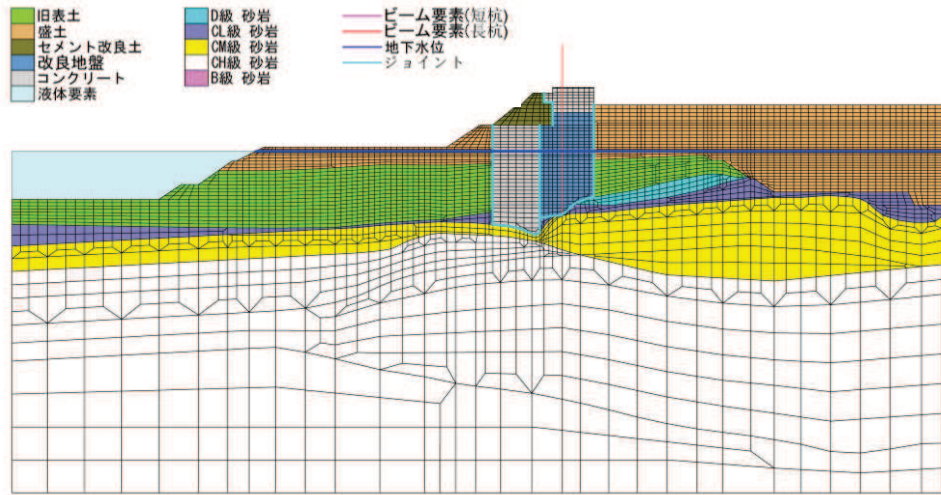 旧表土
盛土
セメント改良土
改良地盤
コンクリート
液体要素
D級 砂岩
CL級 砂岩
CM級 砂岩
CH級 砂岩
B級 砂岩
ビーム要素(短杭)
ビーム要素(長杭)
地下水位
ジョイント